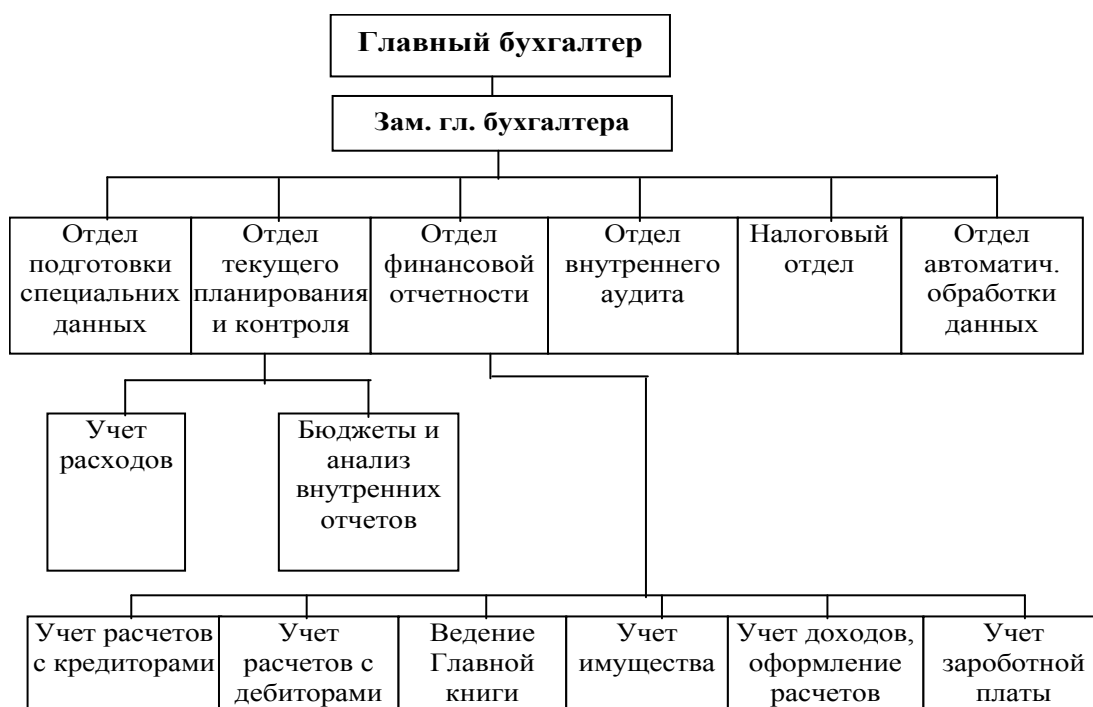 Главный бухгалтер
Зам. гл. бухгалтера
Отдел
подготовки
специальних
данных
Отдел
текущего
планирования
и контроля
Отдел
финансовой
отчетности
Отдел
внутреннего
аудита
Налоговый
отдел
Отдел
автоматич.
обработки
данных
Учет
расходов
Бюджеты и
анализ
внутренних
отчетов
Учет расчетов
с кредиторами
Учет
расчетов с
дебиторами
Ведение
Главной
книги
Учет
имущества
Учет доходов,
оформление
расчетов
Учет
зароботной
платы